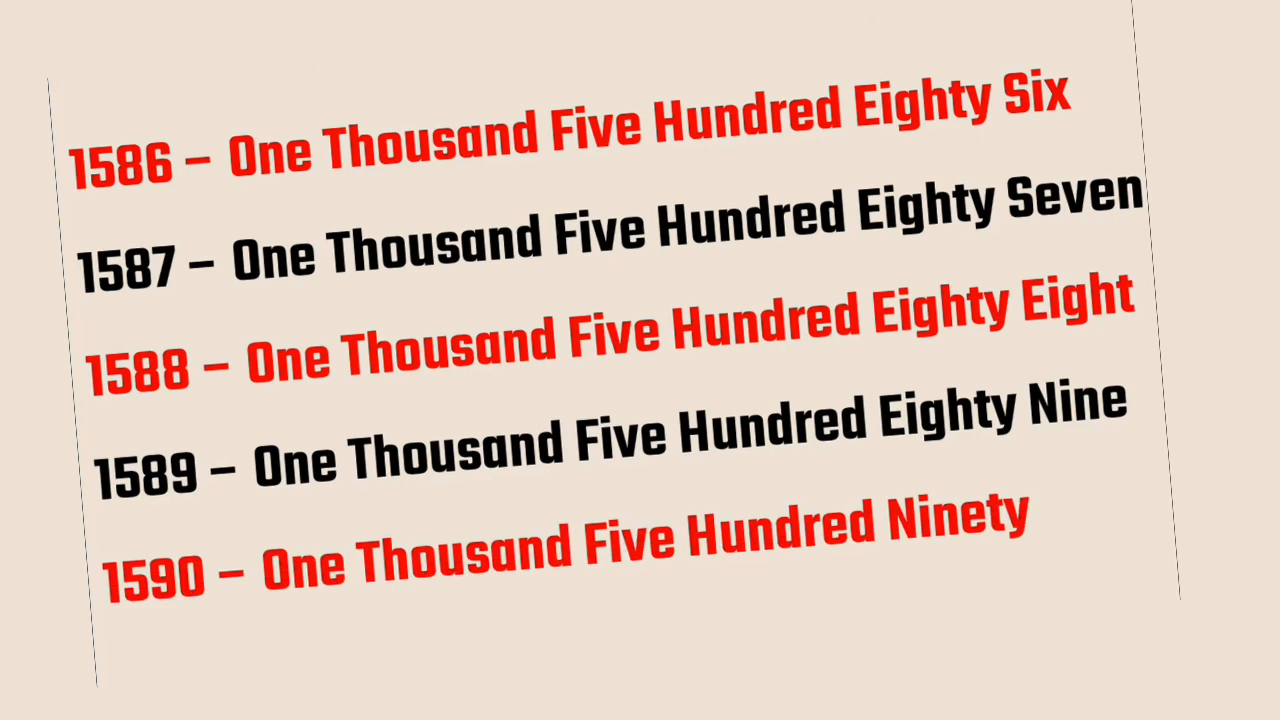 1586 – One Thousand Five Hundred Eighty Six
1587 – One Thousand Five Hundred Eighty Seven
1588 – One Thousand Five Hundred Eighty Eight
1589 – One Thousand Five Hundred Eighty Nine
1590 – One Thousand Five Hundred Ninety